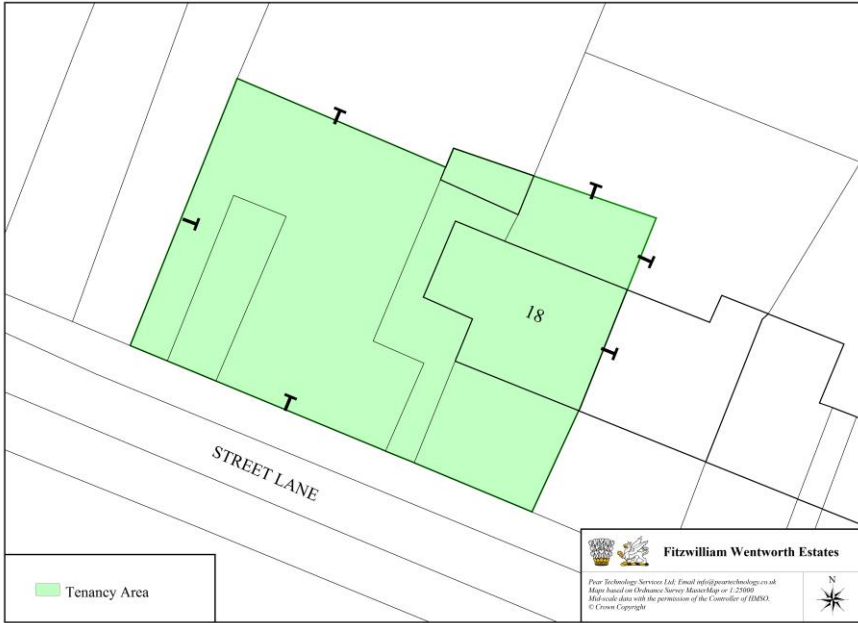 18
STREET LANE
Tenancy Area
Fitzwilliam Wentworth Estates
Pear Technology Services Ltd; Email info@peartechnology.co.uk
Maps based on Ordnance Survey MasterMap or 1:25000
Mid-scale data with the permission of the Controller of HMSO.
© Crown Copyright
N